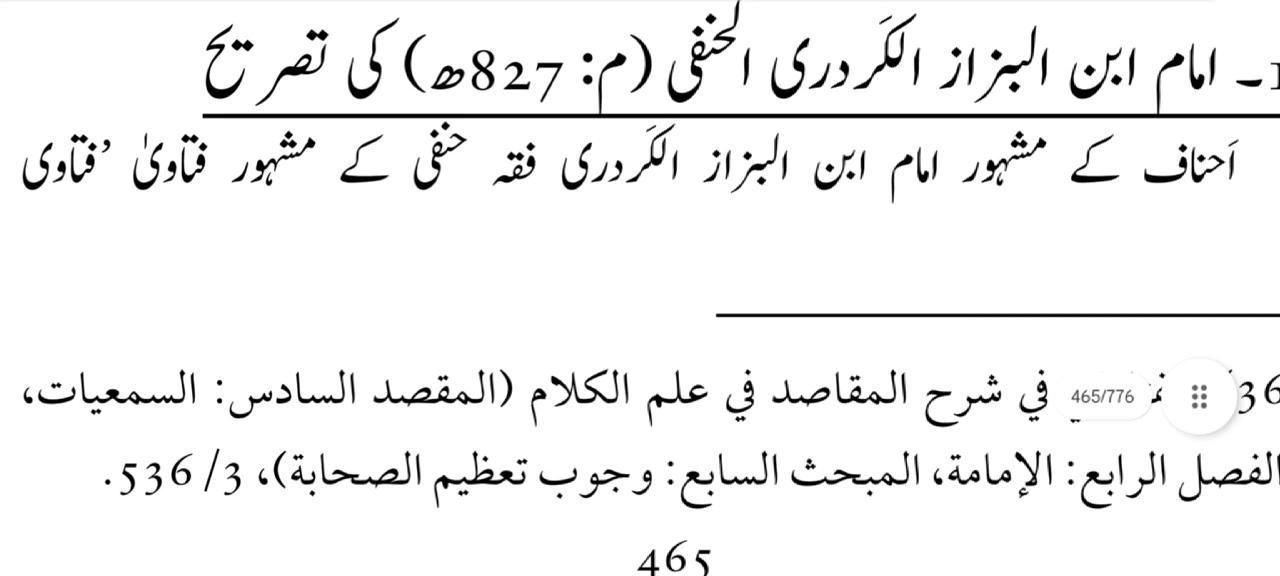 1۔ امام ابن البزاز الکَردری الحنفی (م: 827ھ) کی تصریح
اَحناف کے مشہور امام ابن البزاز الکَردری فقہ حنفی کے مشہور فتاویٰ ’فتاوی
36 في شرح المقاصد في علم الكلام (المقصد السادس: السمعيات،
465/776
الفصل الرابع: الإمامة، المبحث السابع: وجوب تعظيم الصحابة)، 3/ 536.
465